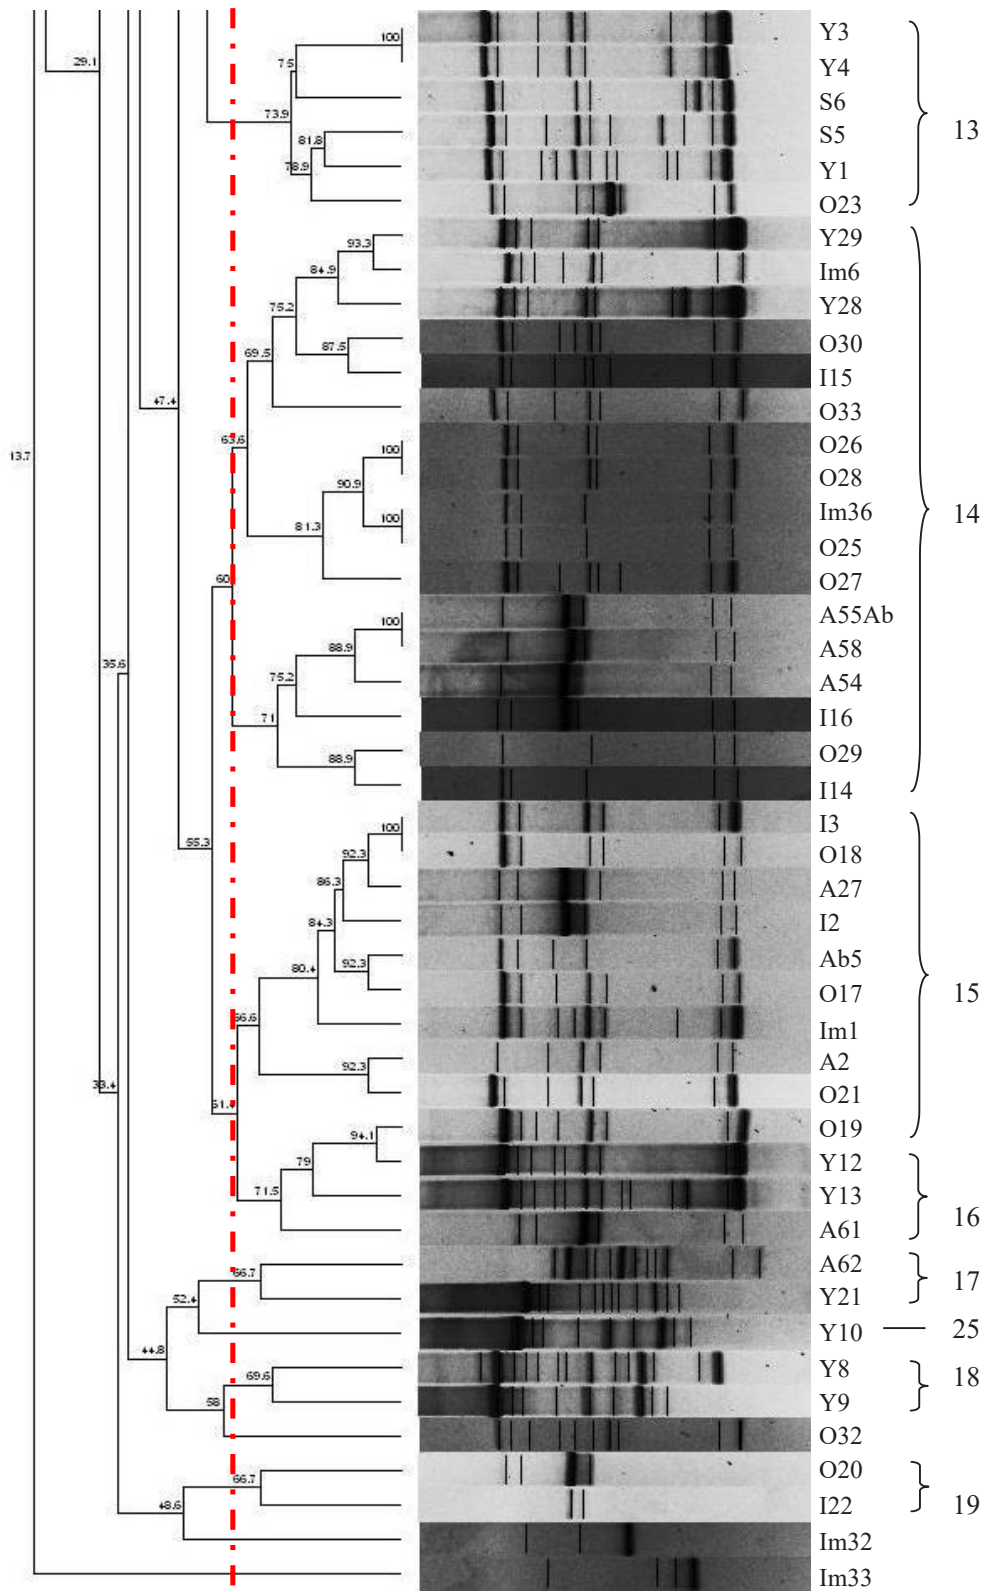 Y3
100
Y4
29.1
75
S6
13
73.9
S5
81.8
Y1
78.9
O23
Y29
93.3
Im6
84.9
Y28
75.2
O30
87.5
69.5
I15
O33
47.4
63.6
O26
13.7
100
O28
90.9
Im36
14
81.3
100
O25
O27
60
A55Ab
100
A58
88.9
35.6
A54
75.2
I16
71
O29
88.9
I14
I3
100
55.3
O18
92.3
A27
86.3
I2
84.3
Ab5
92.3
80.4
O17
15
Im1
66.6
A2
92.3
33.4
O21
61.4
O19
94.1
Y12
79
Y13
71.5
16
A61
A62
66.7
17
Y21
52.4
Y10
25
44.8
Y8
69.6
18
Y9
58
O32
O20
66.7
I22
19
48.6
Im32
Im33